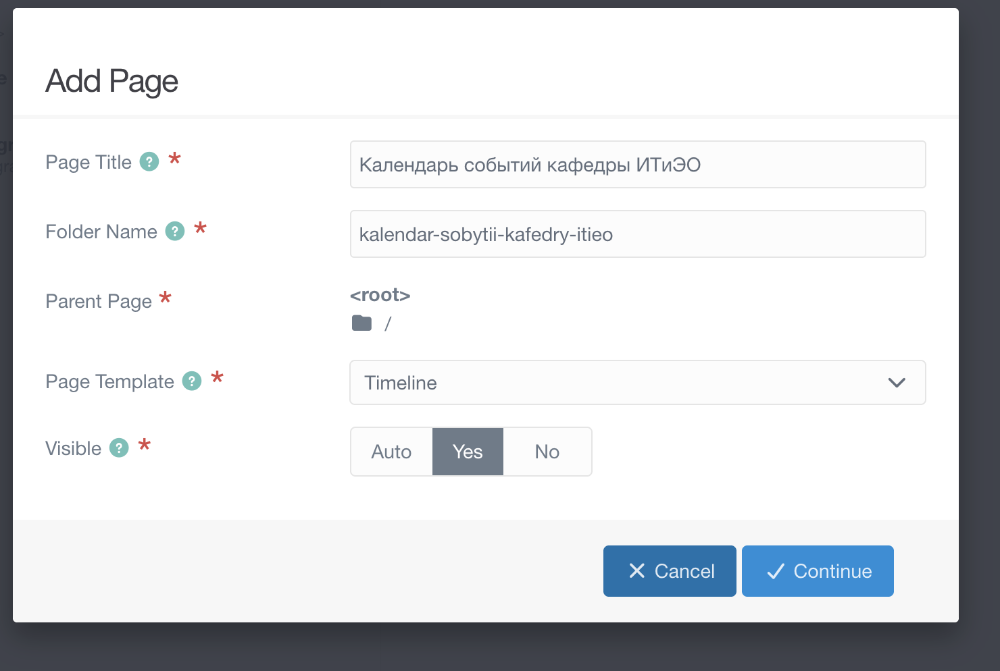 Add Page
Page Title ? *
Календарь событий кафедры ИТиЭО
Folder Name ? *
kalendar-sobytii-kafedry-itieo
Parent Page *
<root>
/
Page Template ? *
Timeline
Visible ? *
Auto Yes No
Cancel Continue